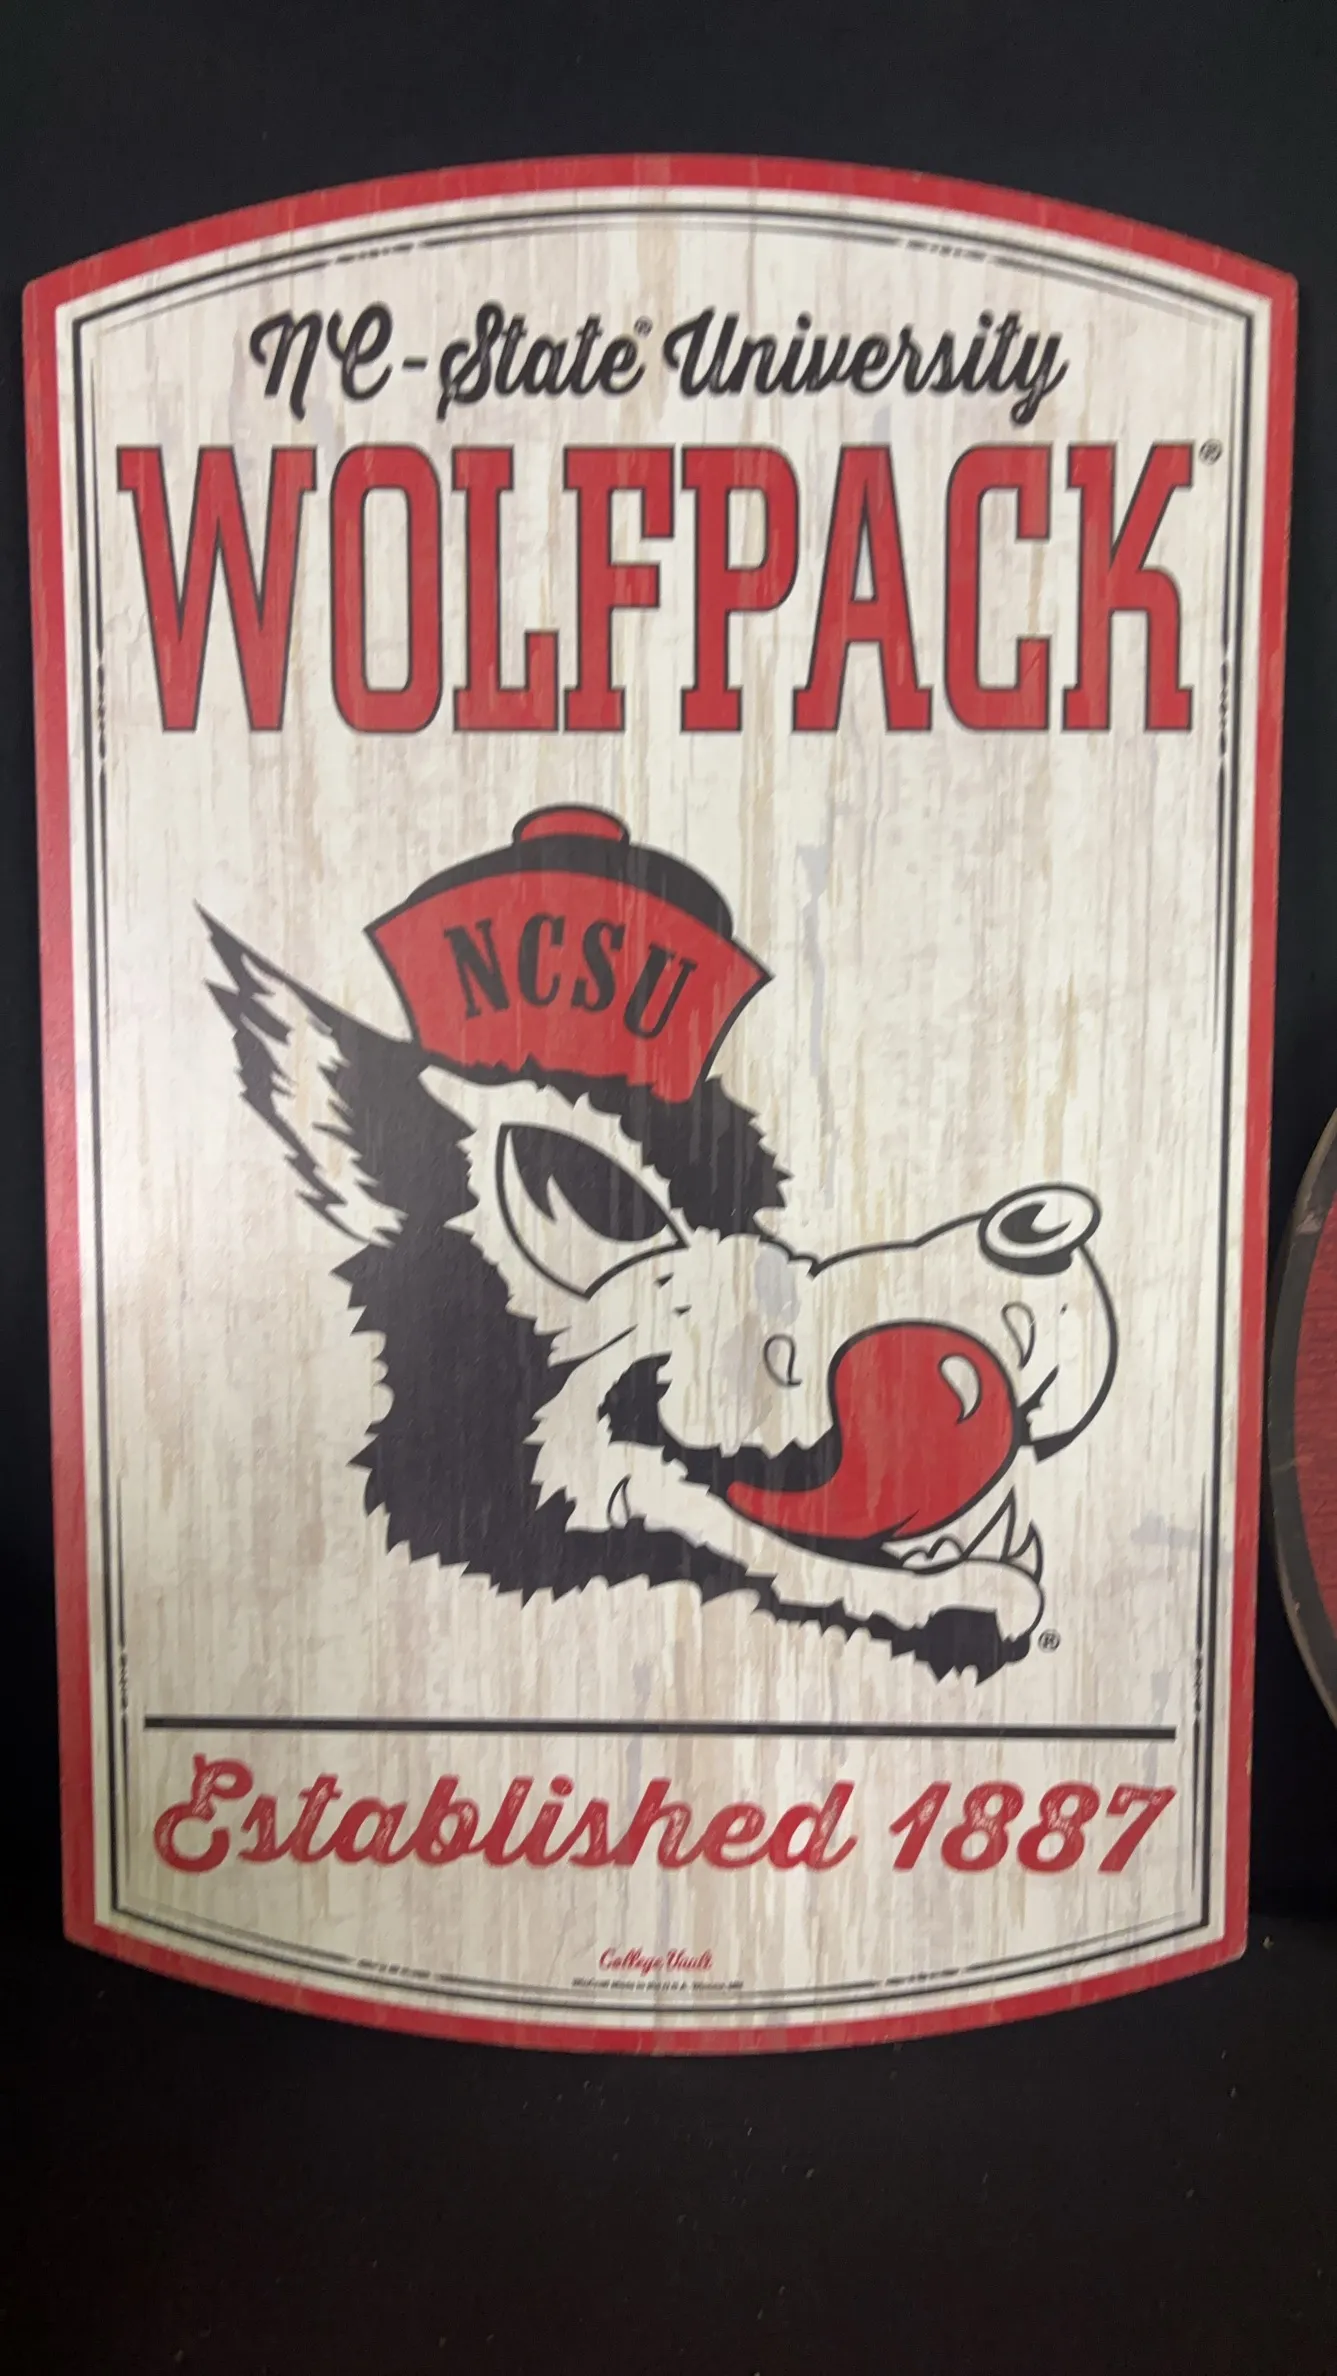 NC-State® University
WOLFPACK®
NCSU
®
Established 1887
College Vault